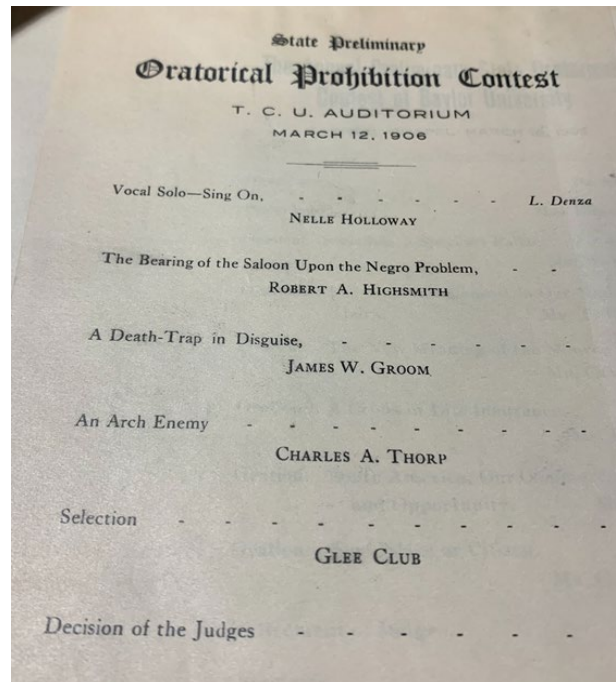 State Preliminary
Oratorical Prohibition Contest
T. C. U. AUDITORIUM
MARCH 12, 1906
Vocal Solo—Sing On, - - - - - - L. Denza
NELLE HOLLOWAY
The Bearing of the Saloon Upon the Negro Problem, - -
ROBERT A. HIGHSMITH
A Death-Trap in Disguise, - - - - - -
JAMES W. GROOM
An Arch Enemy - - - - - - - - -
CHARLES A. THORP
Selection - - - - - - - - - -
GLEE CLUB
Decision of the Judges - - - - - -